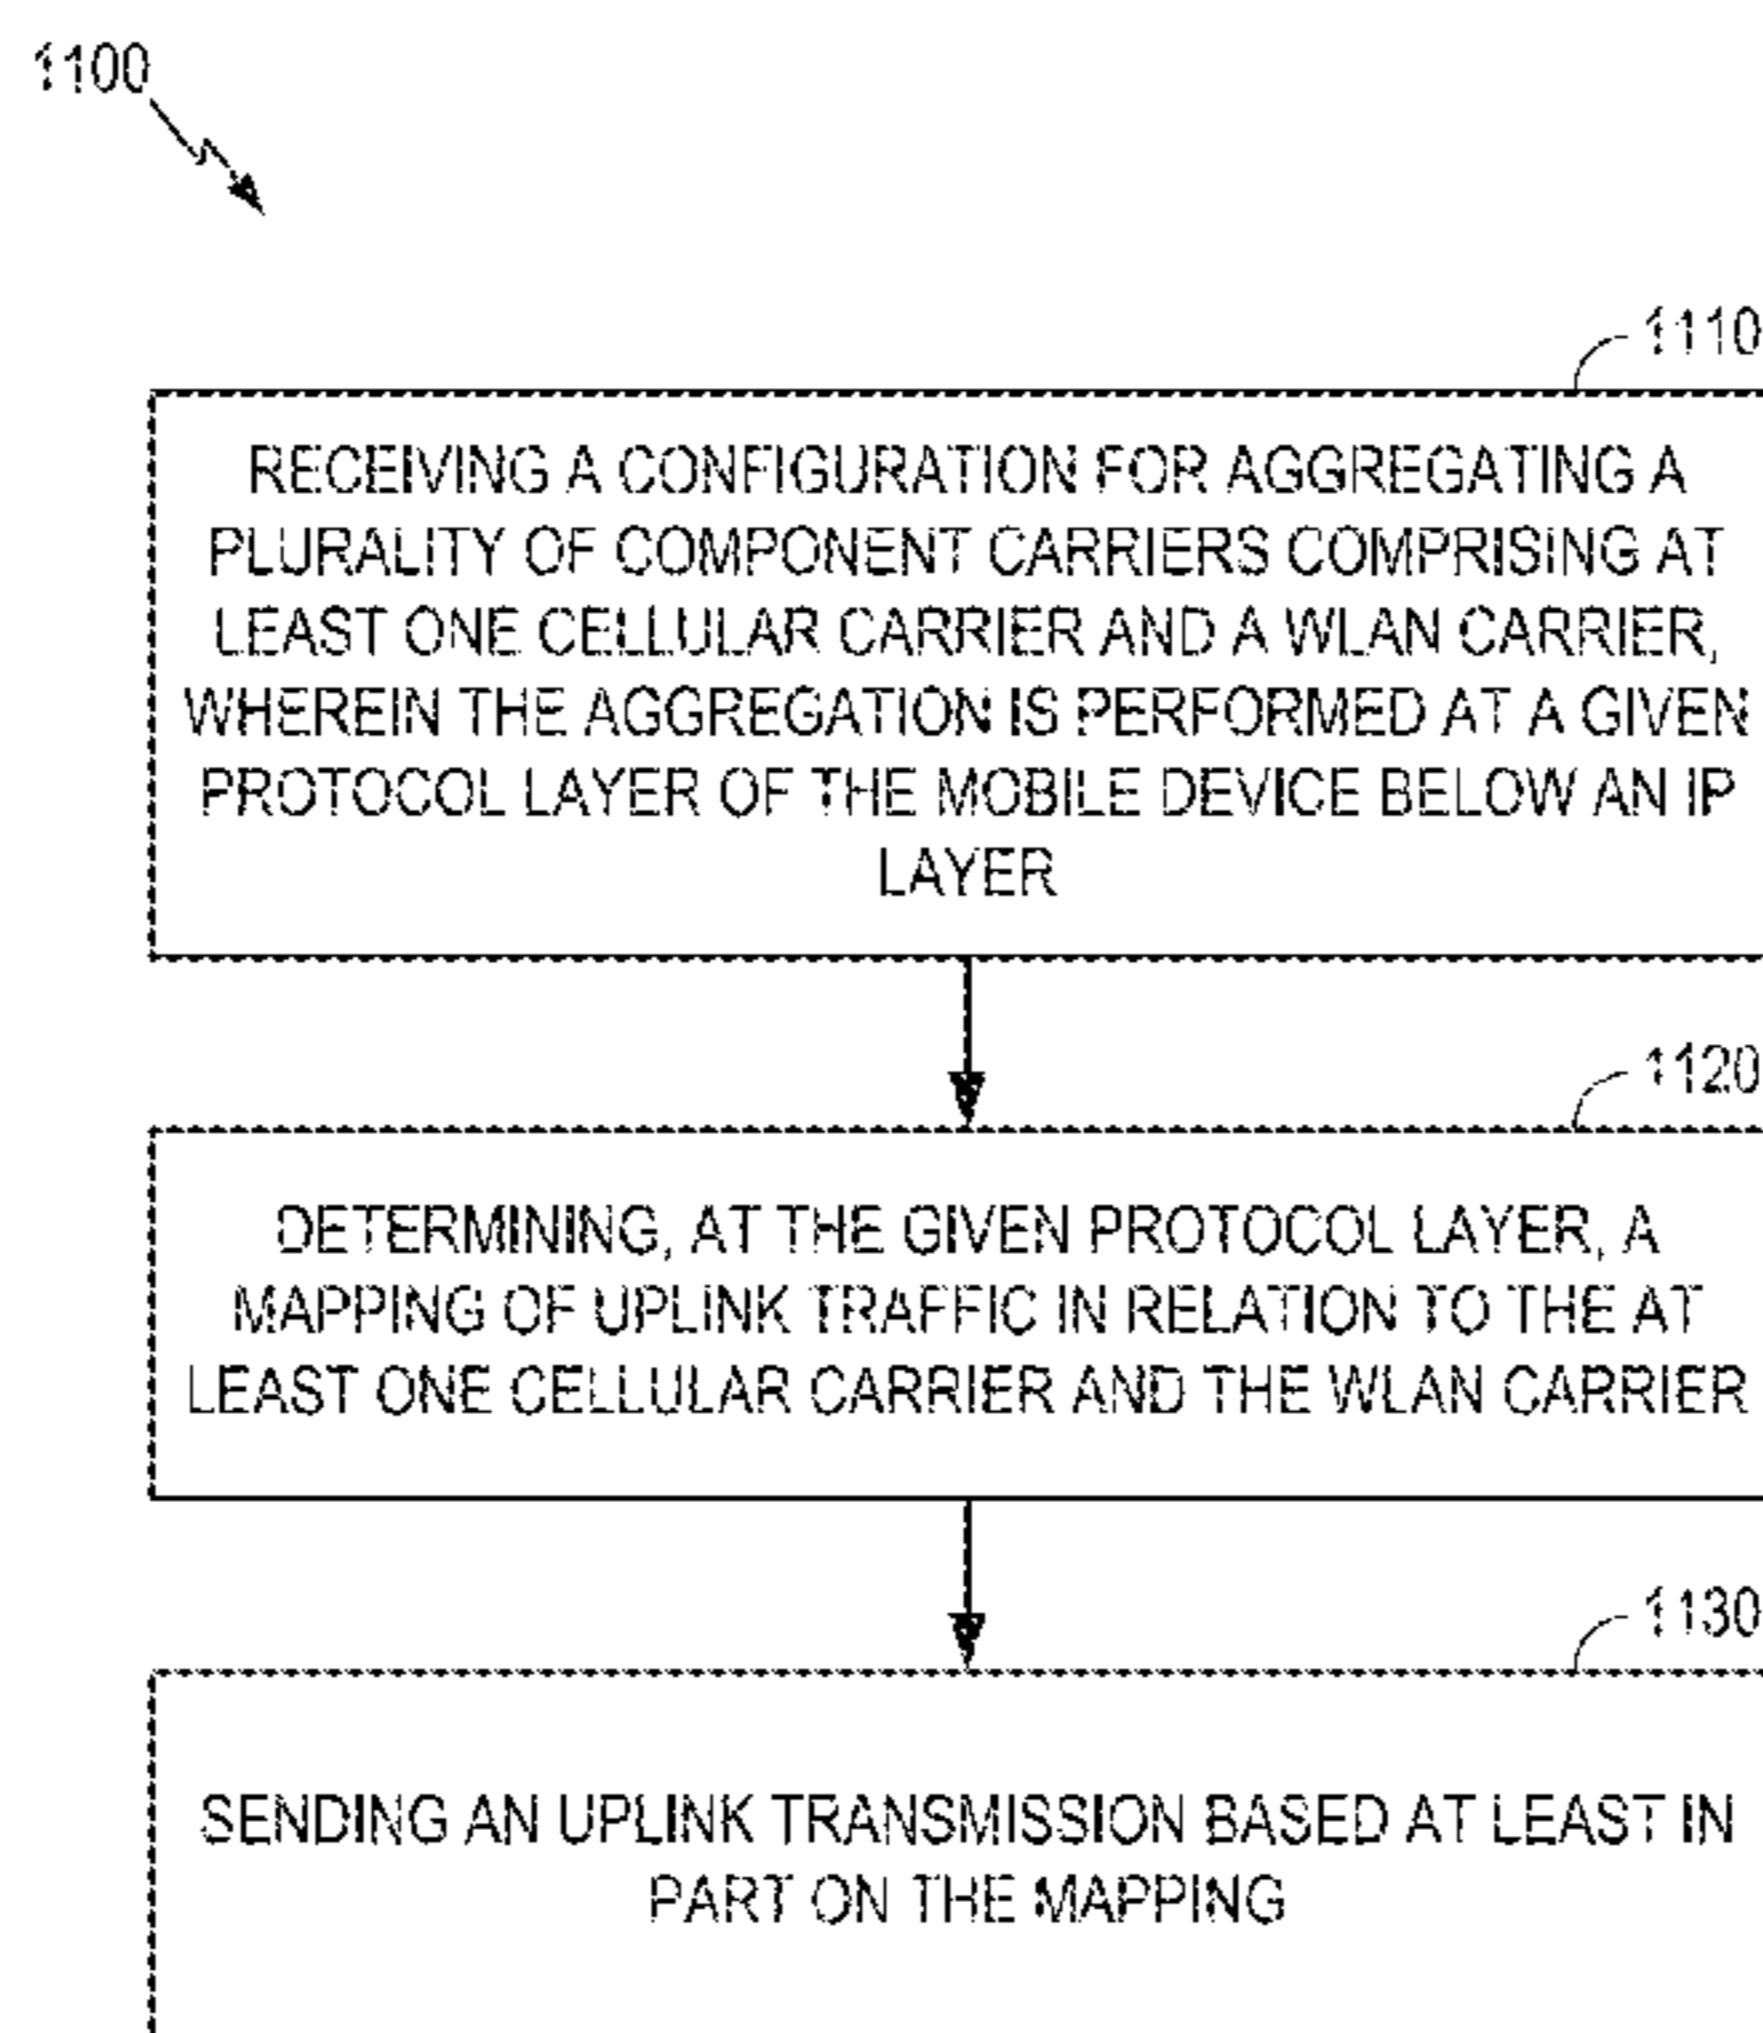 1100
1110
RECEIVING A CONFIGURATION FOR AGGREGATING A
PLURALITY OF COMPONENT CARRIERS COMPRISING AT
LEAST ONE CELLULAR CARRIER AND A WLAN CARRIER,
WHEREIN THE AGGREGATION IS PERFORMED AT A GIVEN
PROTOCOL LAYER OF THE MOBILE DEVICE BELOW AN IP
LAYER
1120
DETERMINING, AT THE GIVEN PROTOCOL LAYER, A
MAPPING OF UPLINK TRAFFIC IN RELATION TO THE AT
LEAST ONE CELLULAR CARRIER AND THE WLAN CARRIER
1130
SENDING AN UPLINK TRANSMISSION BASED AT LEAST IN
PART ON THE MAPPING